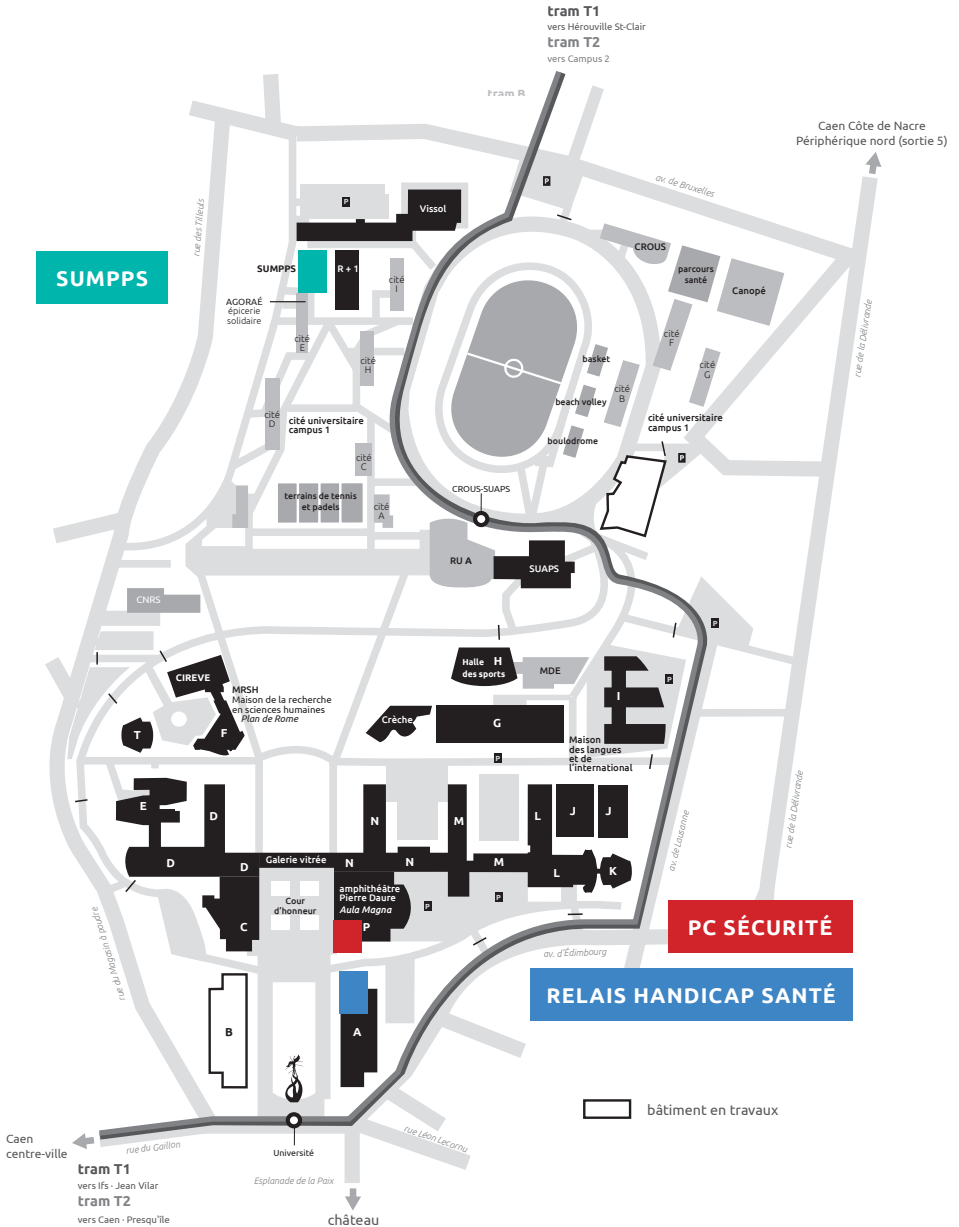 tram T1
vers Hérouville St-Clair
tram T2
vers Campus 2
tram B
Caen Côte de Nacre
Périphérique nord (sortie 5)
av. de Bruxelles
P
P
Vissol
rue des Tilleuls
CROUS
SUMPPS
SUMPPS
R + 1
cité
I
parcours
santé
Canopé
AGORAÉ
épicerie
solidaire
cité
E
cité
H
cité
F
cité
G
rue de la Délivrande
basket
cité
B
beach volley
boulodrome
cité
D
cité universitaire
campus 1
cité universitaire
campus 1
P
cité
C
CROUS-SUAPS
terrains de tennis
et padels
cité
A
RU A
SUAPS
CNRS
P
Halle H
des sports
MDE
CIREVE
MRSH
Maison de la recherche
en sciences humaines
Plan de Rome
P
I
T
F
Crèche
G
Maison
des langues
et de
l'international
P
E
D
N
M
L
J
J
rue de la Délivrande
av. de Lausanne
D
D
Galerie vitrée
N
N
M
L
K
Cour
d'honneur
amphithéâtre
Pierre Daure
Aula Magna
P
P
P
C
rue du Magasin à poudre
PC SÉCURITÉ
av. d'Édimbourg
RELAIS HANDICAP SANTÉ
B
A
bâtiment en travaux
Caen
centre-ville
rue du Gaillon
Université
rue Léon Lecornu
tram T1
vers Ifs · Jean Vilar
tram T2
vers Caen · Presqu'île
Esplanade de la Paix
château